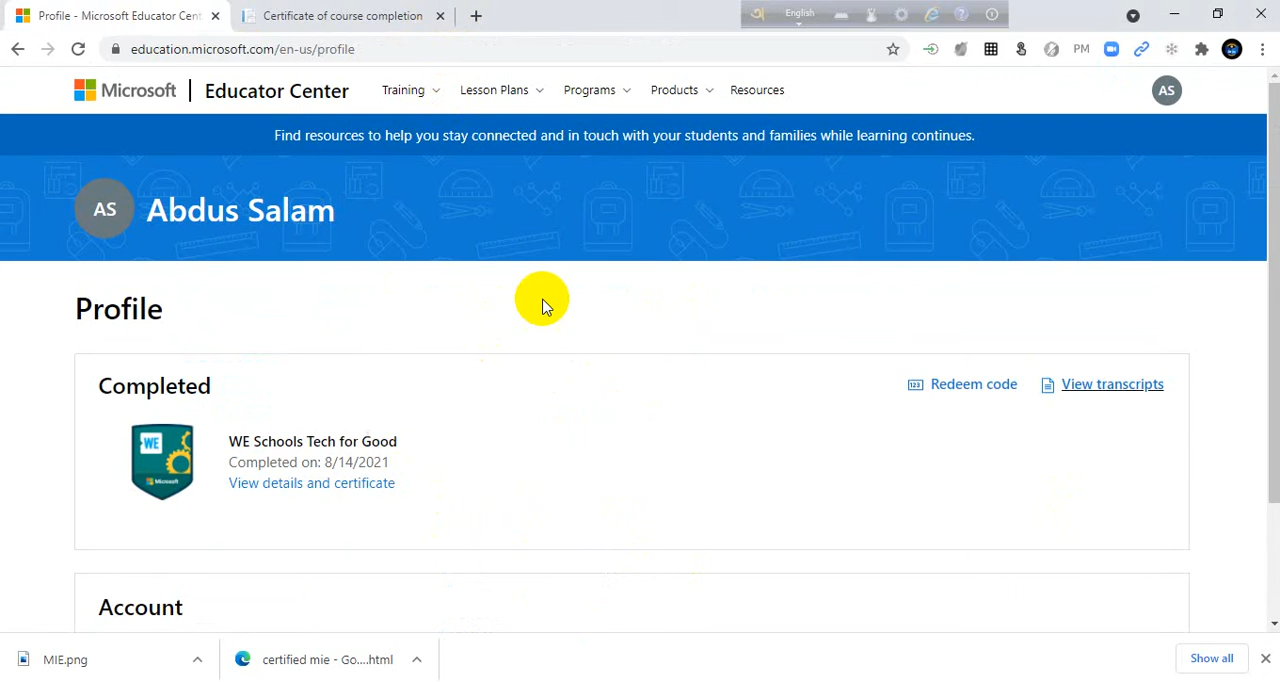 Profile - Microsoft Educator Cent
Certificate of course completion
English
education.microsoft.com/en-us/profile
PM
Microsoft
Educator Center
Training
Lesson Plans
Programs
Products
Resources
AS
Find resources to help you stay connected and in touch with your students and families while learning continues.
AS
Abdus Salam
Profile
Completed
123
Redeem code
View transcripts
WE
Microsoft
WE Schools Tech for Good
Completed on: 8/14/2021
View details and certificate
Account
MIE.png
certified mie - Go....html
Show all